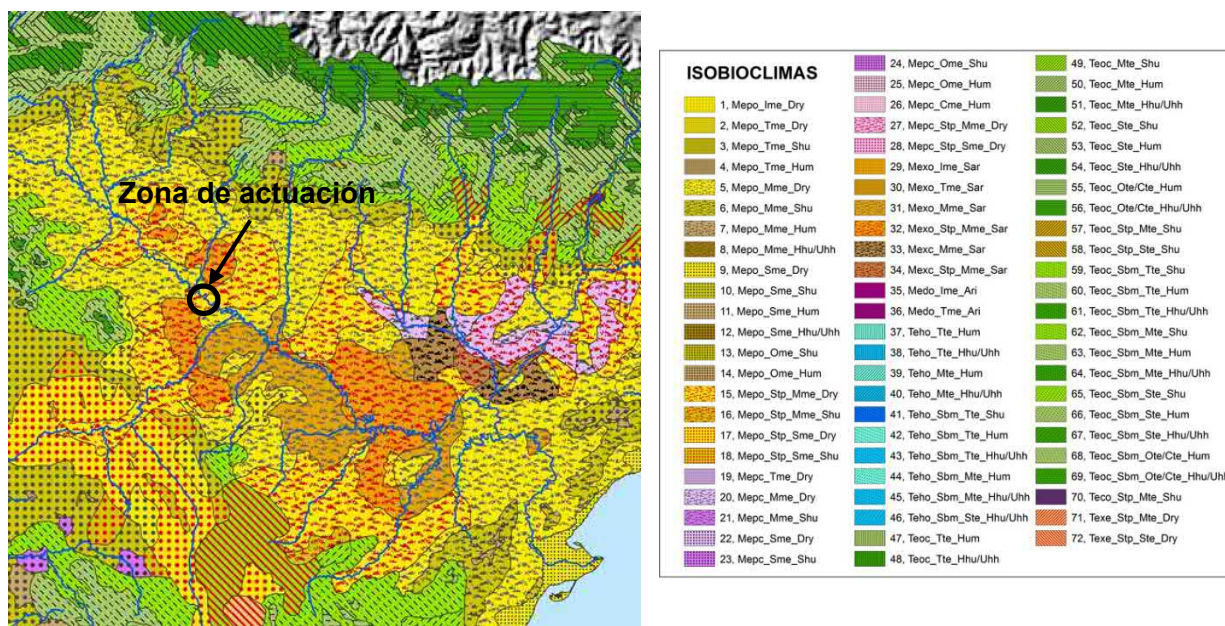 Zona de actuación
ISOBIOCLIMAS
1, Mepo_Ime_Dry
2, Mepo_Tme_Dry
3, Mepo_Tme_Shu
4, Mepo_Tme_Hum
5, Mepo_Mme_Dry
6, Mepo_Mme_Shu
7, Mepo_Mme_Hum
8, Mepo_Mme_Hhu/Uhh
9, Mepo_Sme_Dry
10, Mepo_Sme_Shu
11, Mepo_Sme_Hum
12, Mepo_Sme_Hhu/Uhh
13, Mepo_Ome_Shu
14, Mepo_Ome_Hum
15, Mepo_Stp_Mme_Dry
16, Mepo_Stp_Mme_Shu
17, Mepo_Stp_Sme_Dry
18, Mepo_Stp_Sme_Shu
19, Mepc_Tme_Dry
20, Mepc_Mme_Dry
21, Mepc_Mme_Shu
22, Mepc_Sme_Dry
23, Mepc_Sme_Shu
24, Mepc_Ome_Shu
25, Mepc_Ome_Hum
26, Mepc_Cme_Hum
27, Mepc_Stp_Mme_Dry
28, Mepc_Stp_Sme_Dry
29, Mexo_Ime_Sar
30, Mexo_Tme_Sar
31, Mexo_Mme_Sar
32, Mexo_Stp_Mme_Sar
33, Mexc_Mme_Sar
34, Mexc_Stp_Mme_Sar
35, Medo_Ime_Ari
36, Medo_Tme_Ari
37, Teho_Tte_Hum
38, Teho_Tte_Hhu/Uhh
39, Teho_Mte_Hum
40, Teho_Mte_Hhu/Uhh
41, Teho_Sbm_Tte_Shu
42, Teho_Sbm_Tte_Hum
43, Teho_Sbm_Tte_Hhu/Uhh
44, Teho_Sbm_Mte_Hum
45, Teho_Sbm_Mte_Hhu/Uhh
46, Teho_Sbm_Ste_Hhu/Uhh
47, Teoc_Tte_Hum
48, Teoc_Tte_Hhu/Uhh
49, Teoc_Mte_Shu
50, Teoc_Mte_Hum
51, Teoc_Mte_Hhu/Uhh
52, Teoc_Ste_Shu
53, Teoc_Ste_Hum
54, Teoc_Ste_Hhu/Uhh
55, Teoc_Ote/Cte_Hum
56, Teoc_Ote/Cte_Hhu/Uhh
57, Teoc_Stp_Mte_Shu
58, Teoc_Stp_Ste_Shu
59, Teoc_Sbm_Tte_Shu
60, Teoc_Sbm_Tte_Hum
61, Teoc_Sbm_Tte_Hhu/Uhh
62, Teoc_Sbm_Mte_Shu
63, Teoc_Sbm_Mte_Hum
64, Teoc_Sbm_Mte_Hhu/Uhh
65, Teoc_Sbm_Ste_Shu
66, Teoc_Sbm_Ste_Hum
67, Teoc_Sbm_Ste_Hhu/Uhh
68, Teoc_Sbm_Ote/Cte_Hum
69, Teoc_Sbm_Ote/Cte_Hhu/Uhh
70, Teoc_Stp_Mte_Shu
71, Texe_Stp_Mte_Dry
72, Texe_Stp_Ste_Dry